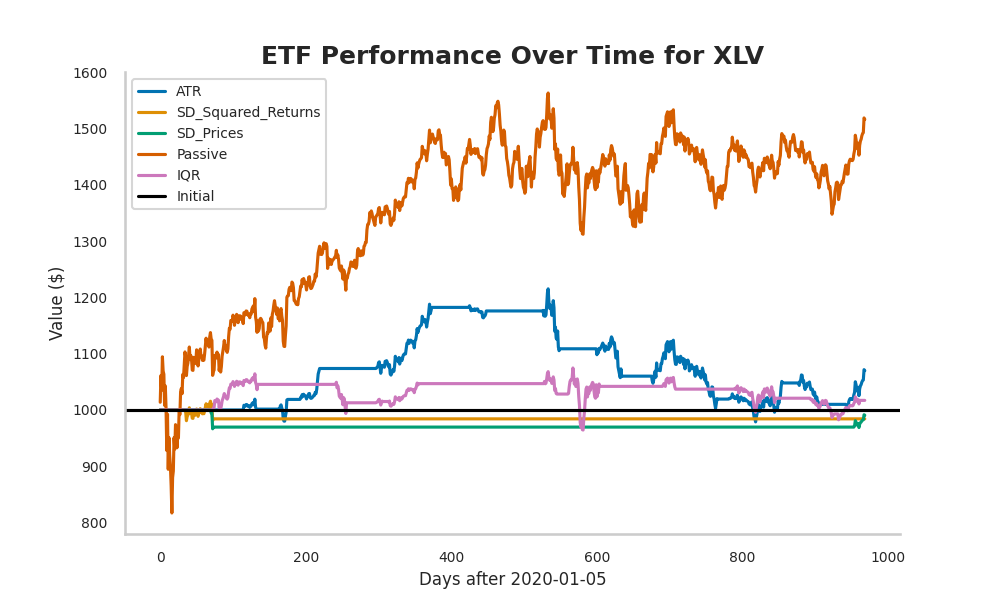 ETF Performance Over Time for XLV
1600
1500
1400
1300
1200
1100
1000
900
800
Value ($)
ATR
SD_Squared_Returns
SD_Prices
Passive
IQR
Initial
0 200 400 600 800 1000
Days after 2020-01-05